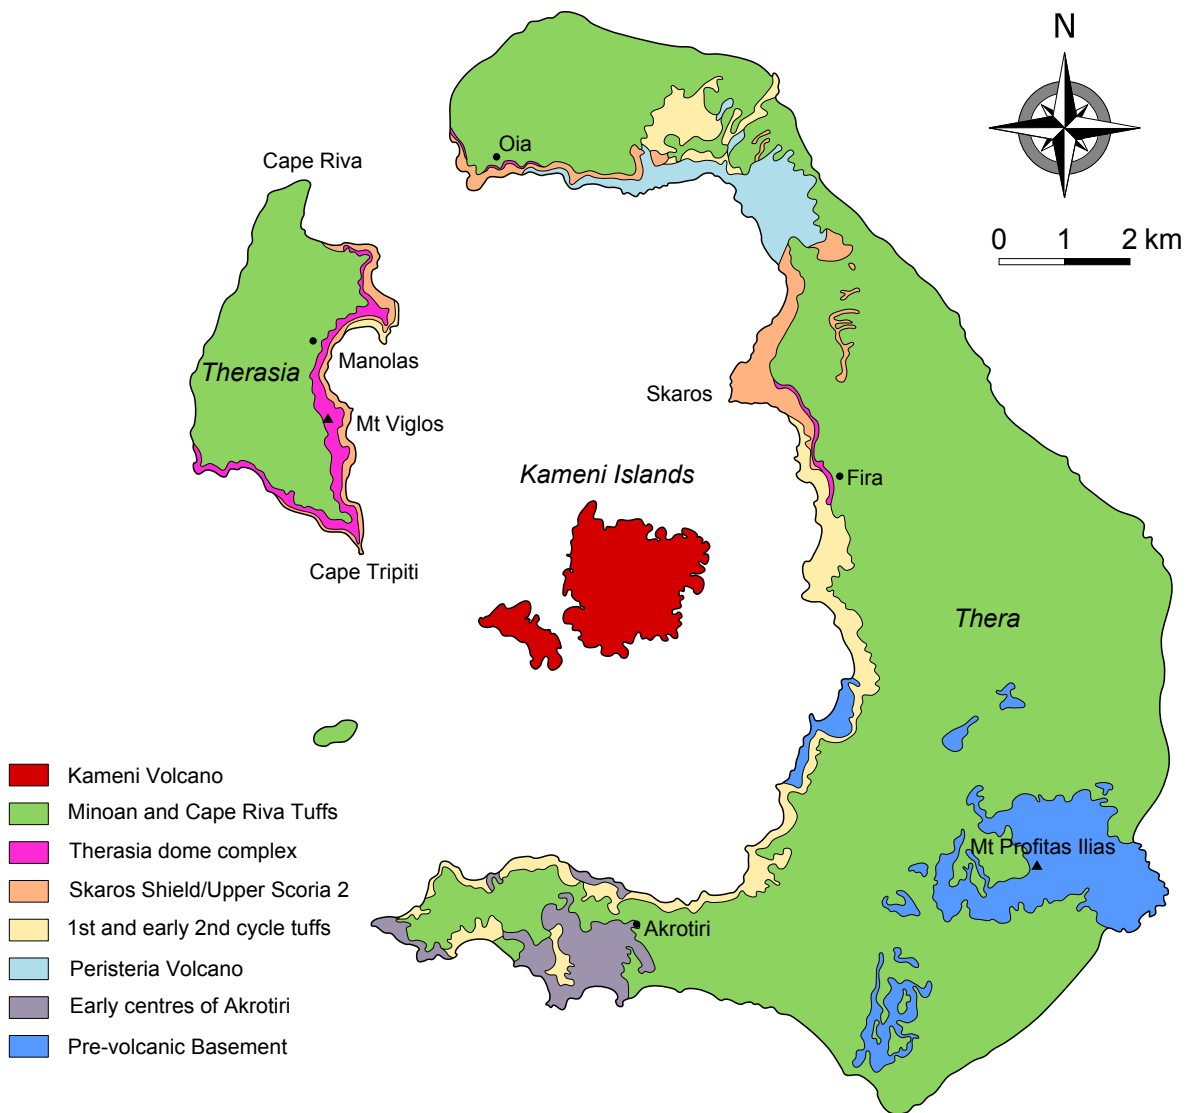 N
Oia
Cape Riva
0 1 2 km
Manolas
Therasia
Skaros
Mt Viglos
Kameni Islands
Fira
Cape Tripiti
Thera
Kameni Volcano
Minoan and Cape Riva Tuffs
Therasia dome complex
Mt Profitas Ilias
Skaros Shield/Upper Scoria 2
1st and early 2nd cycle tuffs
Akrotiri
Peristeria Volcano
Early centres of Akrotiri
Pre-volcanic Basement